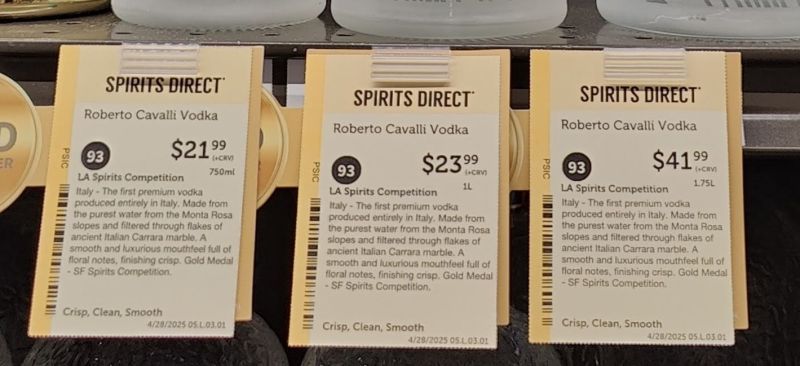 SPIRITS DIRECT
Roberto Cavalli Vodka
93
$21.99
(+CRV)
750ml
PSIC
LA Spirits Competition
Italy - The first premium vodka
produced entirely in Italy. Made from
the purest water from the Monta Rosa
slopes and filtered through flakes of
ancient Italian Carrara marble. A
smooth and luxurious mouthfeel full of
floral notes, finishing crisp. Gold Medal
- SF Spirits Competition.
Crisp, Clean, Smooth
4/28/2025 05.L.03.01
SPIRITS DIRECT
Roberto Cavalli Vodka
93
$23.99
(+CRV)
1L
PSIC
LA Spirits Competition
Italy - The first premium vodka
produced entirely in Italy. Made from
the purest water from the Monta Rosa
slopes and filtered through flakes of
ancient Italian Carrara marble. A
smooth and luxurious mouthfeel full of
floral notes, finishing crisp. Gold Medal
- SF Spirits Competition.
Crisp, Clean, Smooth
4/28/2025 05.L.03.01
SPIRITS DIRECT
Roberto Cavalli Vodka
93
$41.99
(+CRV)
1.75L
PSIC
LA Spirits Competition
Italy - The first premium vodka
produced entirely in Italy. Made from
the purest water from the Monta Rosa
slopes and filtered through flakes of
ancient Italian Carrara marble. A
smooth and luxurious mouthfeel full of
floral notes, finishing crisp. Gold Medal
- SF Spirits Competition.
Crisp, Clean, Smooth
4/28/2025 05.L.03.01